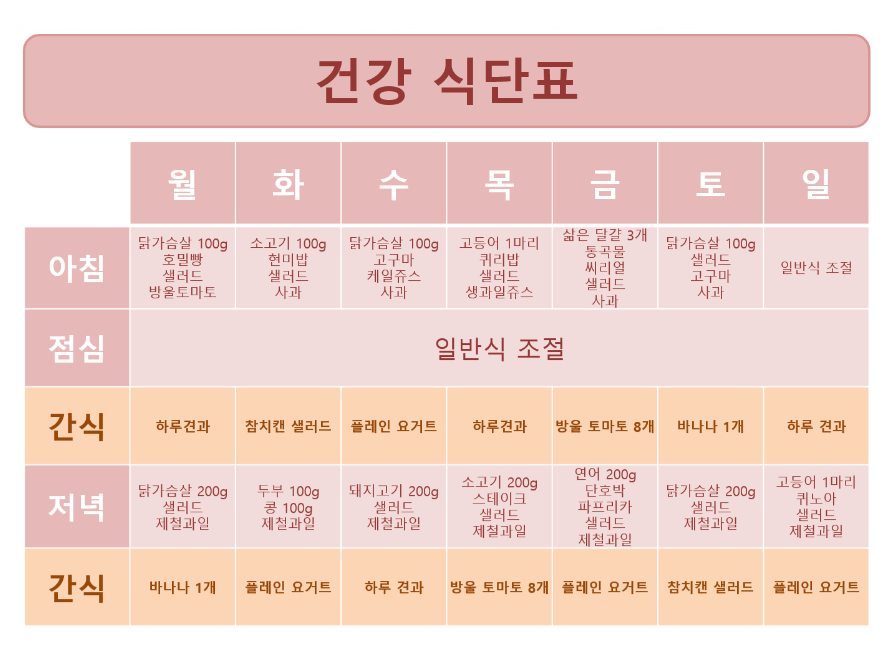 건강 식단표
월 화 수 목 금 토 일
아침
닭가슴살 100g
호밀빵
샐러드
방울토마토
소고기 100g
현미밥
샐러드
사과
닭가슴살 100g
고구마
케일쥬스
사과
고등어 1마리
퀴리밥
샐러드
생과일쥬스
삶은 달걀 3개
통곡물
씨리얼
샐러드
사과
닭가슴살 100g
샐러드
고구마
사과
일반식 조절
점심
일반식 조절
간식
하루견과
참치캔 샐러드
플레인 요거트
하루견과
방울 토마토 8개
바나나 1개
하루 견과
저녁
닭가슴살 200g
샐러드
제철과일
두부 100g
콩 100g
제철과일
돼지고기 200g
샐러드
제철과일
소고기 200g
스테이크
샐러드
제철과일
연어 200g
단호박
파프리카
샐러드
제철과일
닭가슴살 200g
샐러드
제철과일
고등어 1마리
퀴노아
샐러드
제철과일
간식
바나나 1개
플레인 요거트
하루 견과
방울 토마토 8개
플레인 요거트
참치캔 샐러드
플레인 요거트